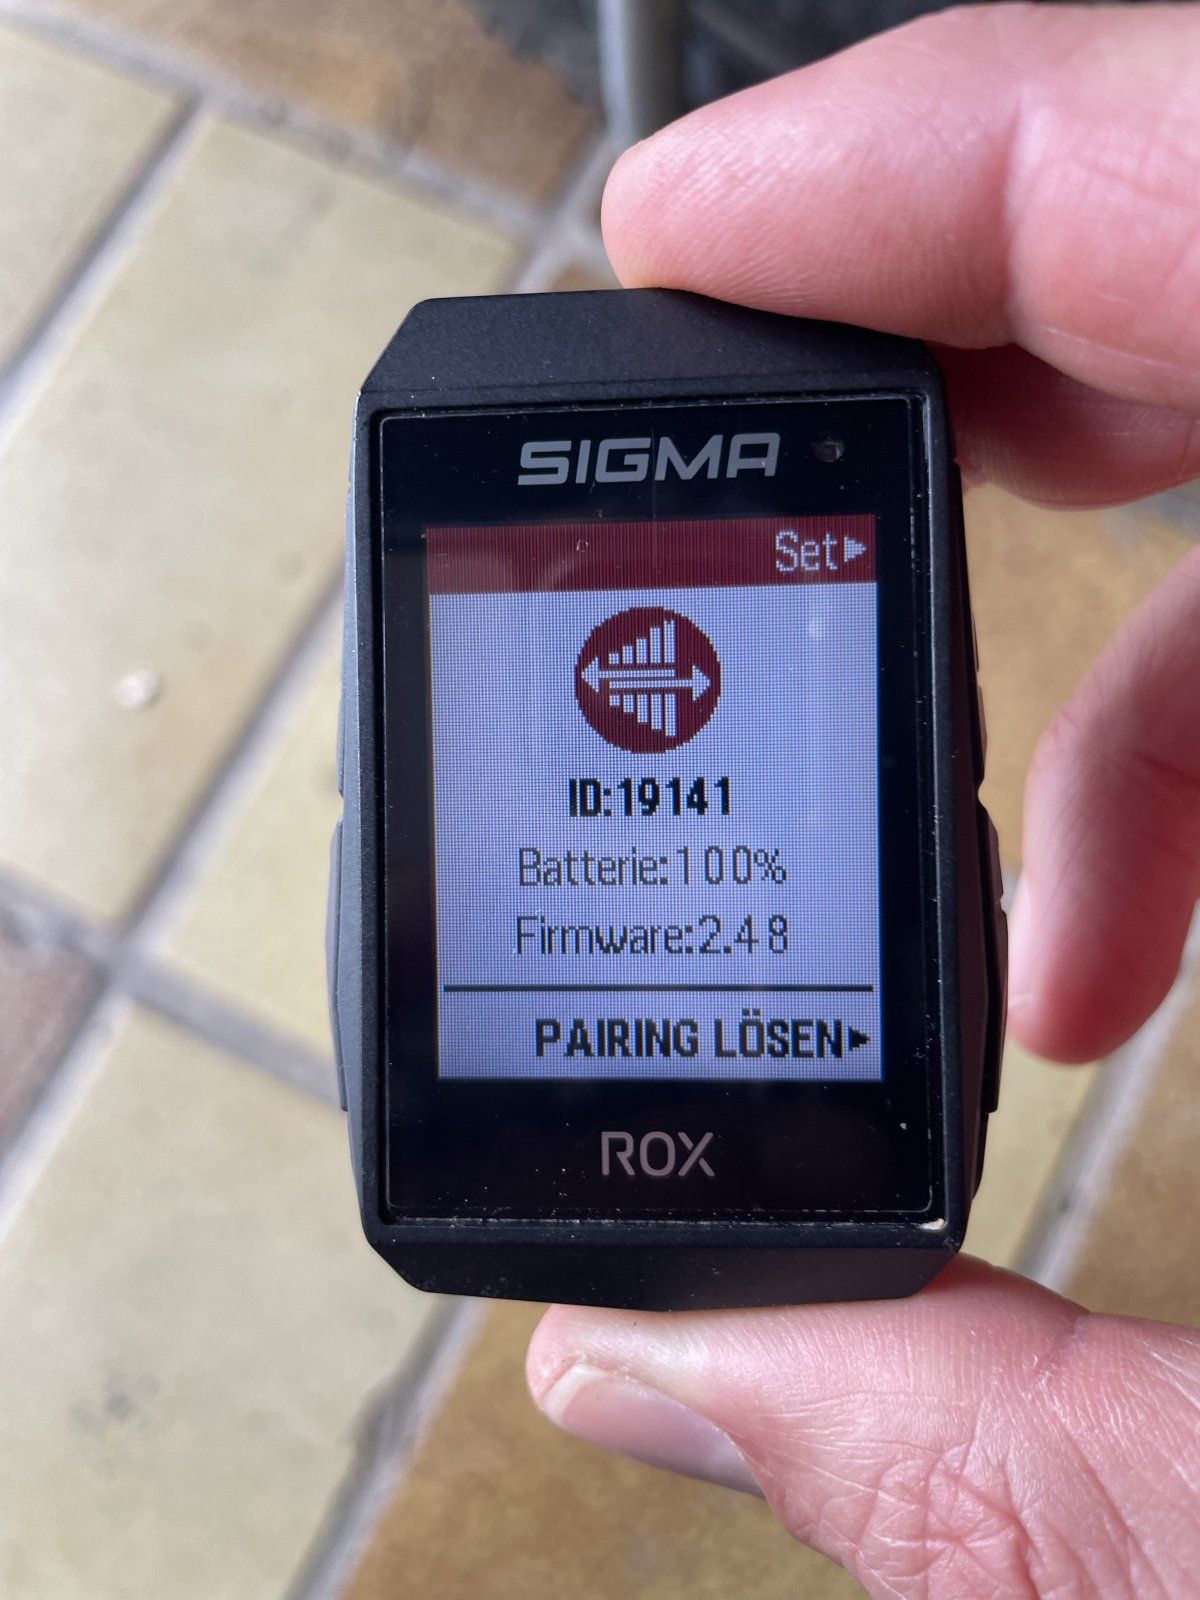 SIGMA
Set
ID:19141
Batterie:100%
Firmware:2.48
PAIRING LÖSEN
ROX